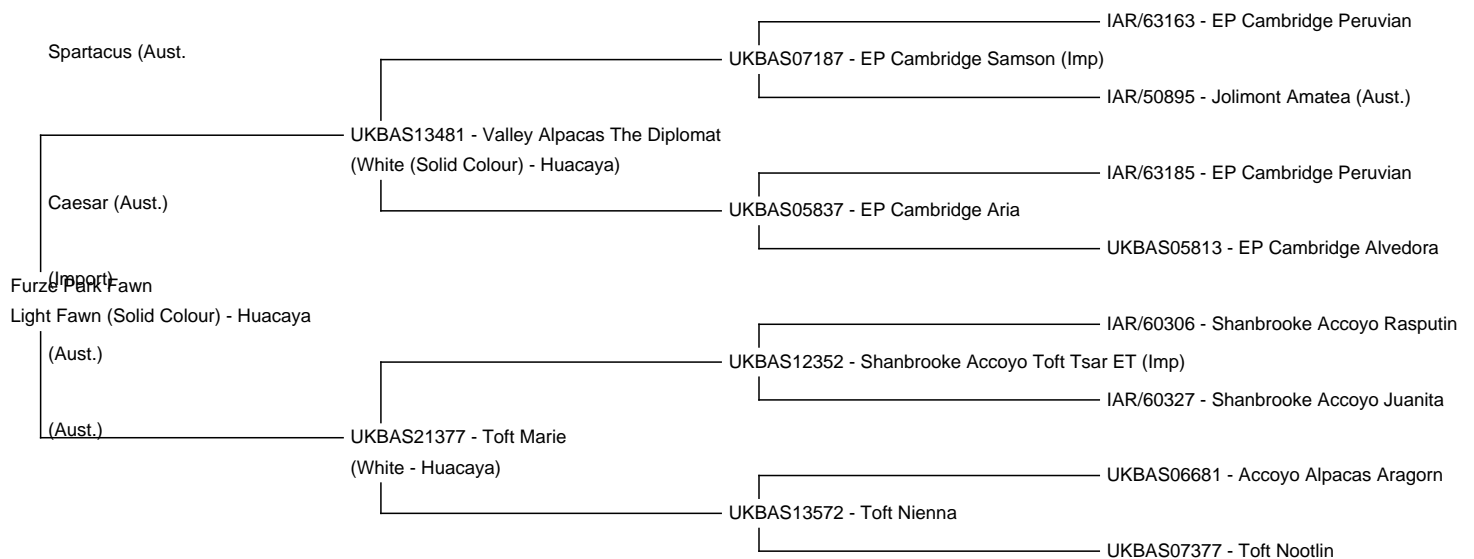 IAR/63163 - EP Cambridge Peruvian
Spartacus (Aust.
UKBAS07187 - EP Cambridge Samson (Imp)
IAR/50895 - Jolimont Amatea (Aust.)
UKBAS13481 - Valley Alpacas The Diplomat
(White (Solid Colour) - Huacaya)
IAR/63185 - EP Cambridge Peruvian
Caesar (Aust.)
UKBAS05837 - EP Cambridge Aria
UKBAS05813 - EP Cambridge Alvedora
(Import)
Furze Park Fawn
Light Fawn (Solid Colour) - Huacaya
IAR/60306 - Shanbrooke Accoyo Rasputin
(Aust.)
UKBAS12352 - Shanbrooke Accoyo Toft Tsar ET (Imp)
IAR/60327 - Shanbrooke Accoyo Juanita
(Aust.)
UKBAS21377 - Toft Marie
(White - Huacaya)
UKBAS06681 - Accoyo Alpacas Aragorn
UKBAS13572 - Toft Nienna
UKBAS07377 - Toft Nootlin